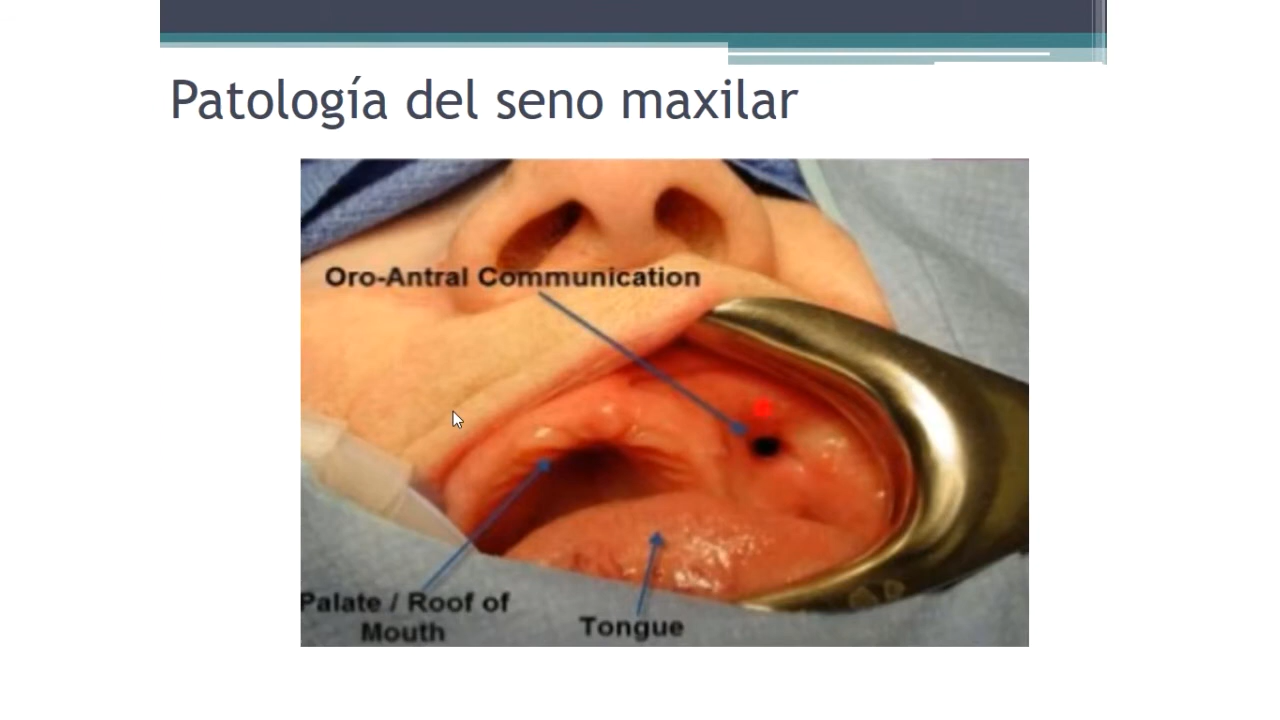 Patología del seno maxilar
Oro-Antral Communication
Palate / Roof of
Mouth
Tongue